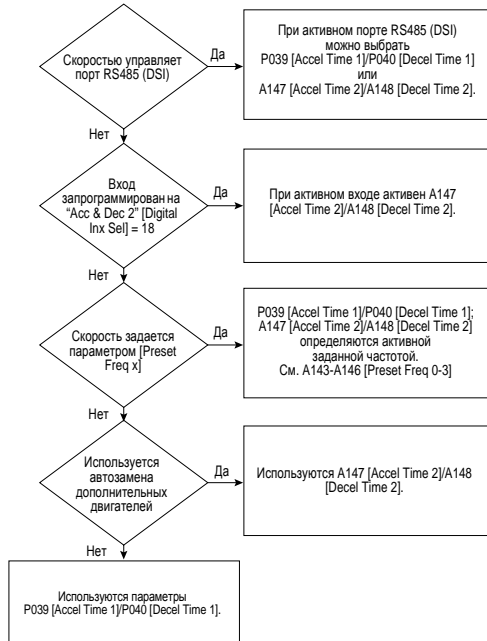 Скоростью управляет
порт RS485 (DSI)
Да
При активном порте RS485 (DSI)
можно выбрать
P039 [Accel Time 1]/P040 [Decel Time 1]
или
A147 [Accel Time 2]/A148 [Decel Time 2].
Нет
Вход
запрограммирован на
“Acc & Dec 2” [Digital
Inx Sel] = 18
Да
При активном входе активен A147
[Accel Time 2]/A148 [Decel Time 2].
Нет
Скорость задается
параметром [Preset
Freq x]
Да
P039 [Accel Time 1]/P040 [Decel Time 1];
A147 [Accel Time 2]/A148 [Decel Time 2]
определяются активной
заданной частотой.
См. A143-A146 [Preset Freq 0-3]
Нет
Используется
автозамена
дополнительных
двигателей
Да
Используются A147 [Accel Time 2]/A148
[Decel Time 2].
Нет
Используются параметры
P039 [Accel Time 1]/P040 [Decel Time 1].